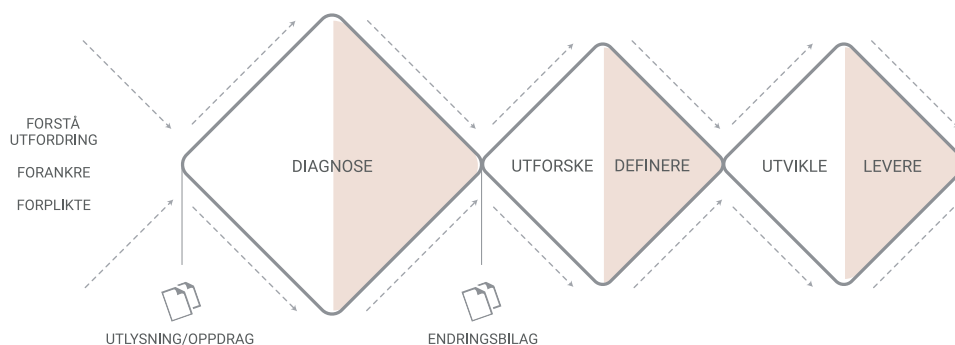 FORSTÅ
UTFORDRING
FORANKRE
FORPLIKTE
DIAGNOSE
UTFORSKE
DEFINERE
UTVIKLE
LEVERE
UTLYSNING/OPPDRAG
ENDRINGSBILAG